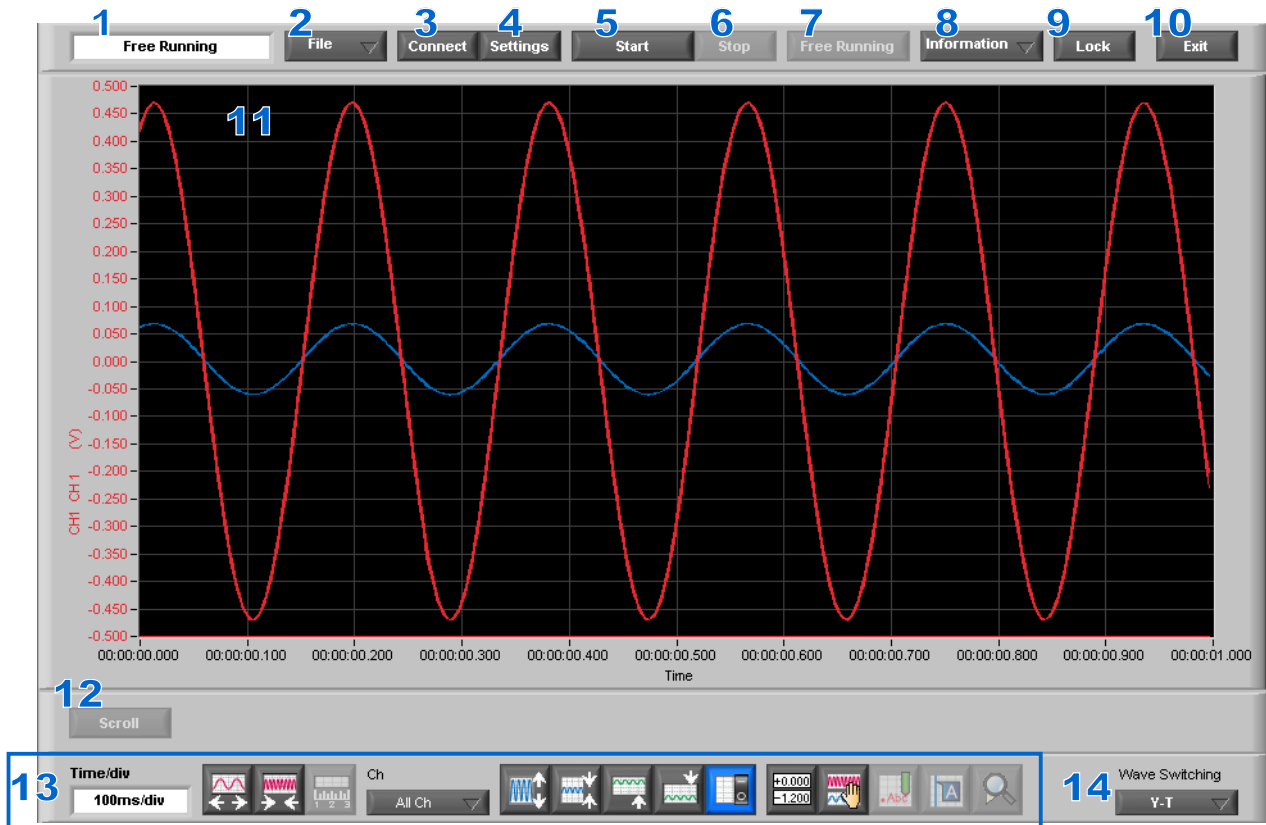 1 2 3 4 5 6 7 8 9 10
Free Running File Connect Settings Start Stop Free Running Information Lock Exit
11
0.500
0.450
0.400
0.350
0.300
0.250
0.200
0.150
0.100
0.050
0.000
-0.050
-0.100
-0.150
-0.200
-0.250
-0.300
-0.350
-0.400
-0.450
-0.500
CH1 CH 1 (V)
00:00:00.000 00:00:00.100 00:00:00.200 00:00:00.300 00:00:00.400 00:00:00.500 00:00:00.600 00:00:00.700 00:00:00.800 00:00:00.900 00:00:01.000
Time
12
Scroll
13
Time/div
100ms/div
1 2 3
Ch
All Ch
+0.000
-1.200
.Abc
A
14
Wave Switching
Y-T